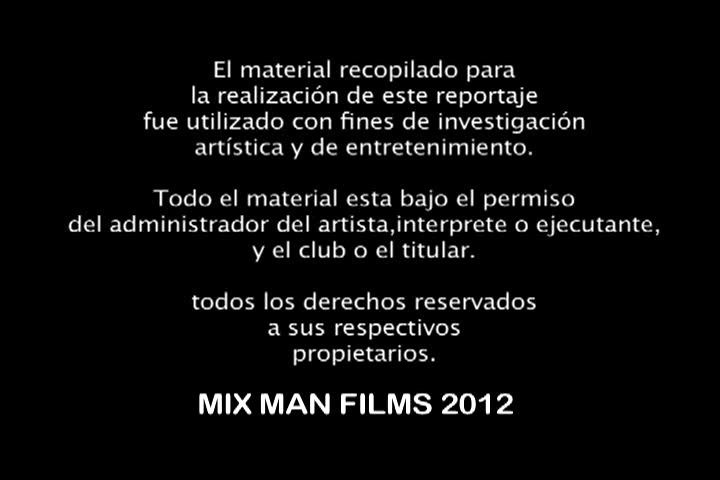 El material recopilado para
la realización de este reportaje
fue utilizado con fines de investigación
artística y de entretenimiento.
Todo el material esta bajo el permiso
del administrador del artista,interprete o ejecutante,
y el club o el titular.
todos los derechos reservados
a sus respectivos
propietarios.
MIX MAN FILMS 2012